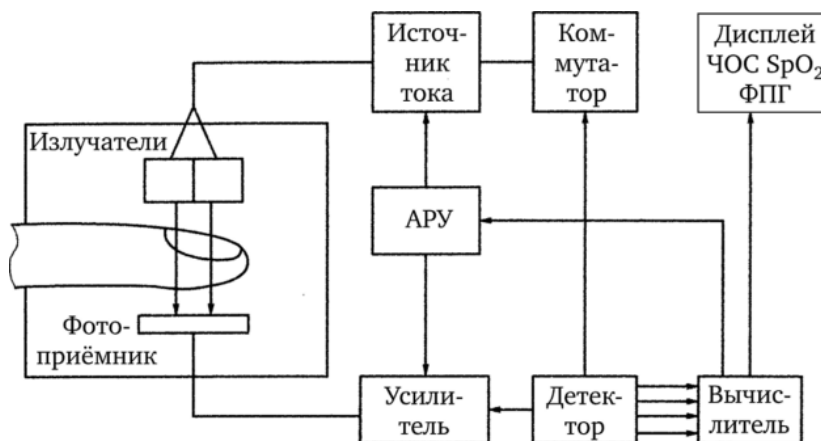 Источ-
ник
тока
Ком-
мута-
тор
Дисплей
ЧОС SpO₂
ФПГ
Излучатели
АРУ
Фото-
приёмник
Усили-
тель
Детек-
тор
Вычис-
литель